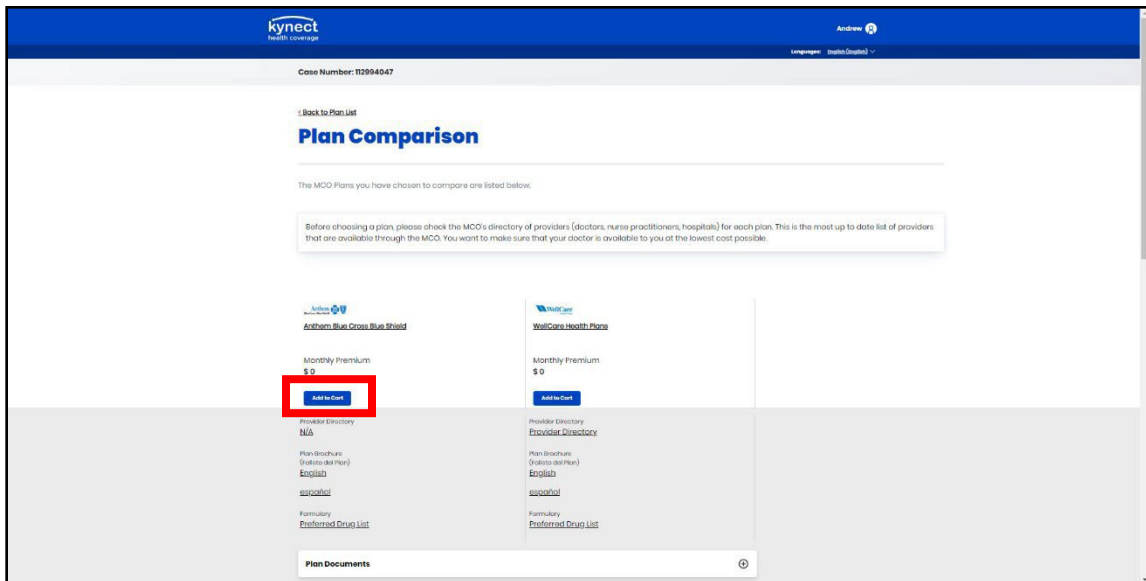 kynect
health coverage
Andrew
Languages: English (English)
Case Number: 112994047
< Back to Plan List
Plan Comparison
The MCO Plans you have chosen to compare are listed below.
Before choosing a plan, please check the MCO's directory of providers (doctors, nurse practitioners, hospitals) for each plan. This is the most up to date list of providers
that are available through the MCO. You want to make sure that your doctor is available to you at the lowest cost possible.
Anthem
WellCare
Anthem Blue Cross Blue Shield
WellCare Health Plans
Monthly Premium
$ 0
Monthly Premium
$ 0
Add to Cart
Add to Cart
Provider Directory
N/A
Provider Directory
Provider Directory
Plan Brochure
(Folleto del Plan)
English
español
Plan Brochure
(Folleto del Plan)
English
español
Formulary
Preferred Drug List
Formulary
Preferred Drug List
Plan Documents